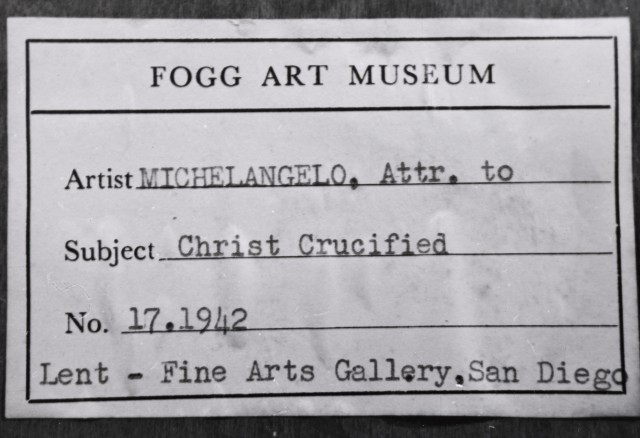 FOGG ART MUSEUM
Artist MICHELANGELO, Attr. to
Subject Christ Crucified
No. 17.1942
Lent - Fine Arts Gallery.San Diego